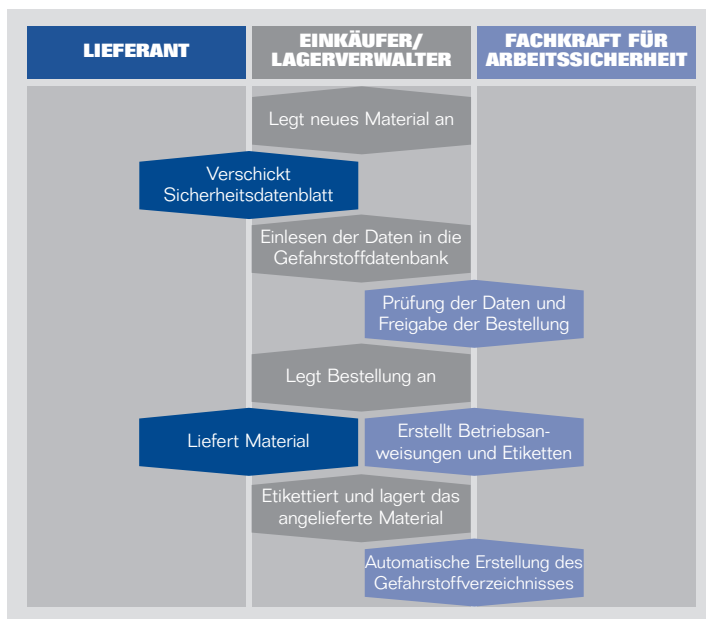 LIEFERANT
EINKÄUFER/
LAGERVERWALTER
FACHKRAFT FÜR
ARBEITSSICHERHEIT
Legt neues Material an
Verschickt
Sicherheitsdatenblatt
Einlesen der Daten in die
Gefahrstoffdatenbank
Prüfung der Daten und
Freigabe der Bestellung
Legt Bestellung an
Liefert Material
Erstellt Betriebsan-
weisungen und Etiketten
Etikettiert und lagert das
angelieferte Material
Automatische Erstellung des
Gefahrstoffverzeichnisses